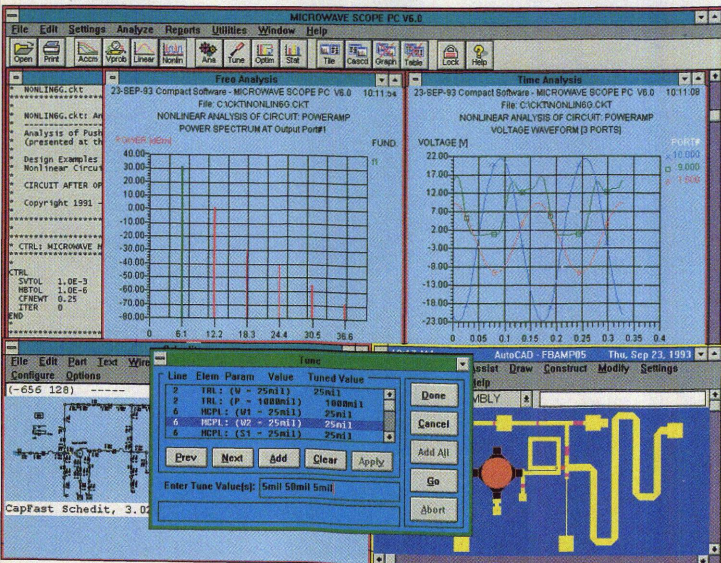 MICROWAVE SCOPE PC V6.0
File Edit Settings Analyze Reports Utilities Window Help
Open Print Accm Vprob Linear Nonlin Ana Tune Optim Stat Tile Cascd Graph Table Lock Help
NONLIN6G.ckt
NONLIN6G.ckt: An
Analysis of Push
(presented at th
Design Examples
Nonlinear Circui
CIRCUIT AFTER OP
Copyright 1991 -
CTRL: MICROWAVE H
CTRL
SVTOL 1.0E-3
HBTOL 1.0E-6
CFNEWT 0.25
ITER 0
END
Freq Analysis
23-SEP-93 Compact Software - MICROWAVE SCOPE PC V6.0 10:11:54
File: C:\CKT\NONLIN6G.CKT
NONLINEAR ANALYSIS OF CIRCUIT: POWERAMP
POWER SPECTRUM AT Output Port#1
POWER [dBm]
FUND.
f1
40.00
30.00
20.00
10.00
0.00
-10.00
-20.00
-30.00
-40.00
-50.00
-60.00
-70.00
-80.00
0 6.1 12.2 18.3 24.4 30.5 36.6
Time Analysis
23-SEP-93 Compact Software - MICROWAVE SCOPE PC V6.0 10:11:08
File: C:\CKT\NONLIN6G.CKT
NONLINEAR ANALYSIS OF CIRCUIT: POWERAMP
VOLTAGE WAVEFORM [3 PORTS]
VOLTAGE [V]
PORT#
10.000
9.000
22.00
17.00
12.00
7.00
2.00
-3.00
-8.00
-13.00
-18.00
-23.00
0 0.05 0.1 0.15 0.2 0.25 0.3 0.35 0.4
File Edit Part Text Wire
Configure Options
(-656 128) -----
CapFast Schedit, 3.02
Tune
Line Elem Param Value Tuned Value
2 TRL: (W - 25mil) 25mil
2 TRL: (P - 1000mil) 1000mil
6 MCPL: (W1 - 25mil) 25mil
6 MCPL: (W2 - 25mil) 25mil
6 MCPL: (S1 - 25mil) 25mil
Prev Next Add Clear Apply
Enter Tune Value(s): 5mil 50mil 5mil
Done
Cancel
Add All
Go
Abort
AutoCAD - FBAMP05 Thu, Sep 23, 1993
Assist Draw Construct Modify Settings
Help
MBLY